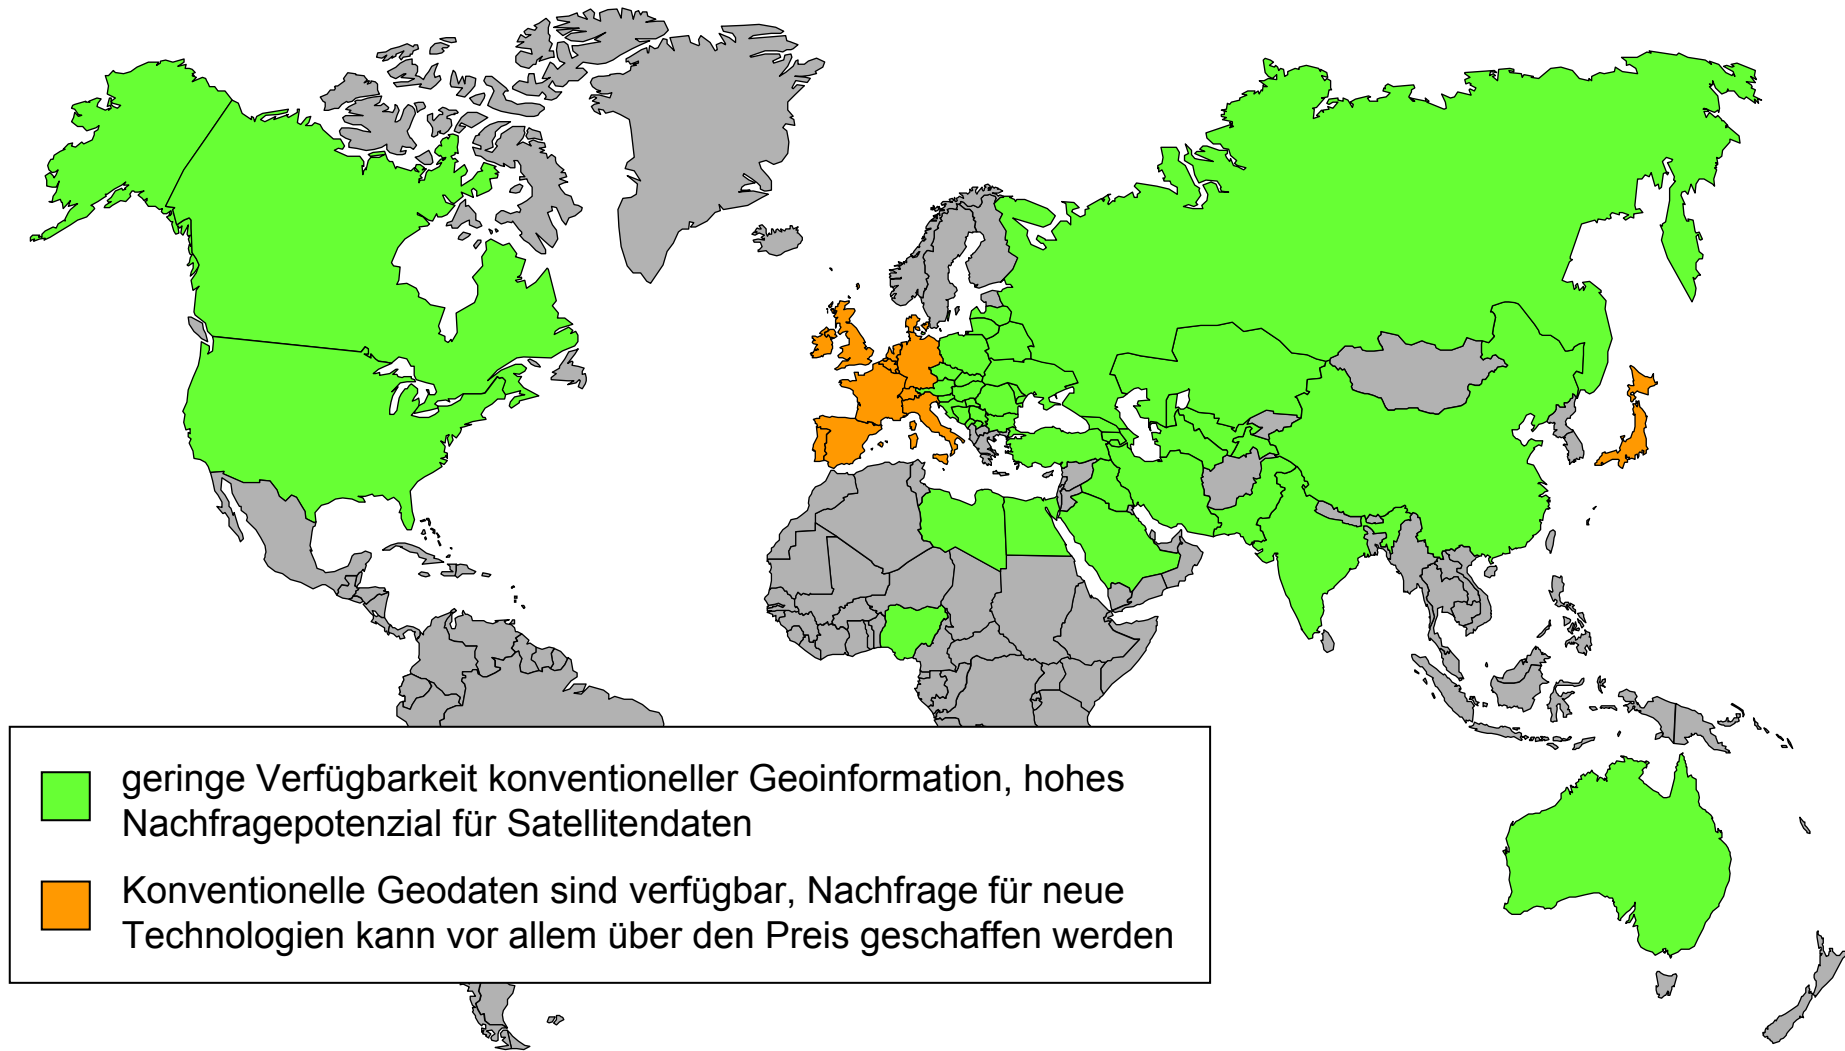 geringe Verfügbarkeit konventioneller Geoinformation, hohes
Nachfragepotenzial für Satellitendaten
Konventionelle Geodaten sind verfügbar, Nachfrage für neue
Technologien kann vor allem über den Preis geschaffen werden